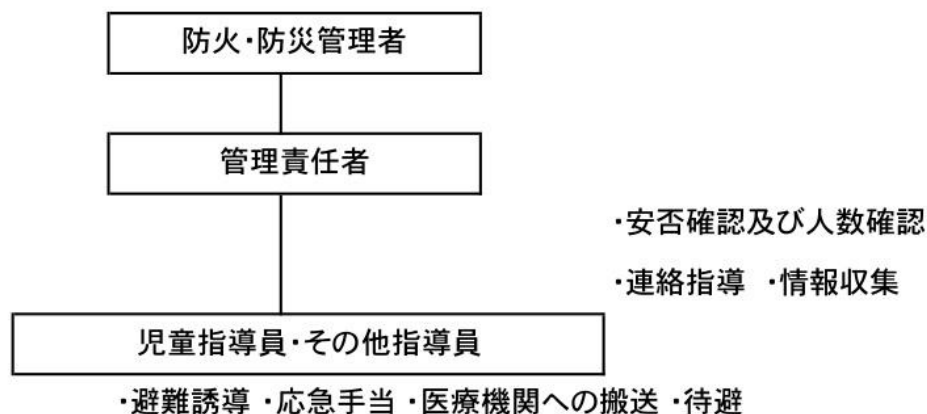 防火・防災管理者
管理責任者
・安否確認及び人数確認
・連絡指導 ・情報収集
児童指導員・その他指導員
・避難誘導 ・応急手当 ・医療機関への搬送 ・待避